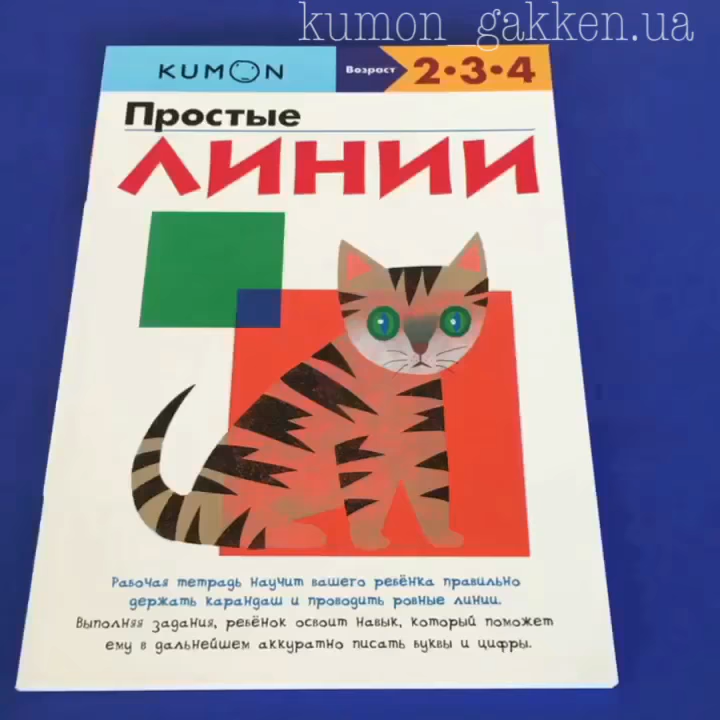 kumon_gakken.ua
KUMON
Возраст 2•3•4
Простые
ЛИНИИ
Рабочая тетрадь научит вашего ребёнка правильно
держать карандаш и проводить ровные линии.
Выполняя задания, ребёнок освоит навык, который поможет
ему в дальнейшем аккуратно писать буквы и цифры.